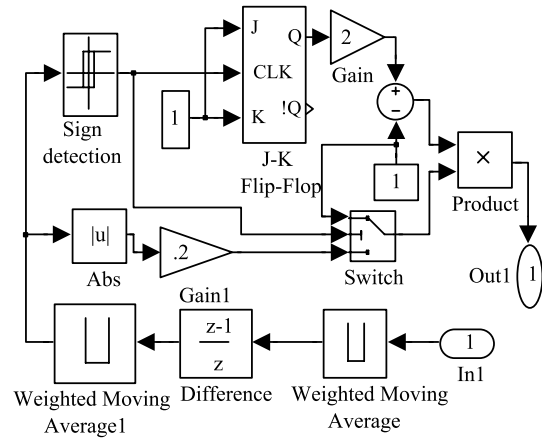 J
Q
2
CLK
Gain
+
−
1
K
!Q
Sign
detection
J-K
Flip-Flop
1
×
Product
|u|
.2
Abs
Switch
Out1
1
Gain1
z-1
z
1
In1
Weighted Moving
Average1
Difference
Weighted Moving
Average